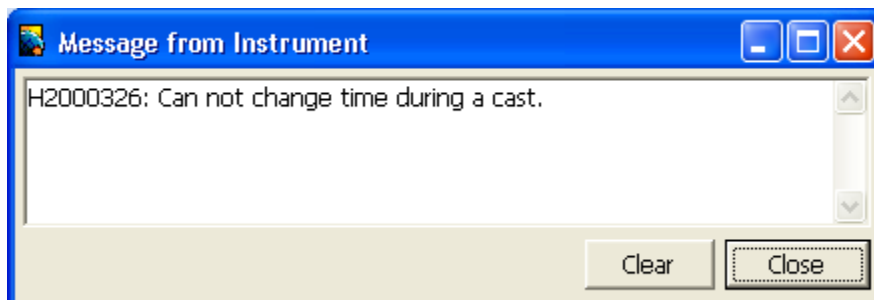 Message from Instrument
H2000326: Can not change time during a cast.
Clear
Close